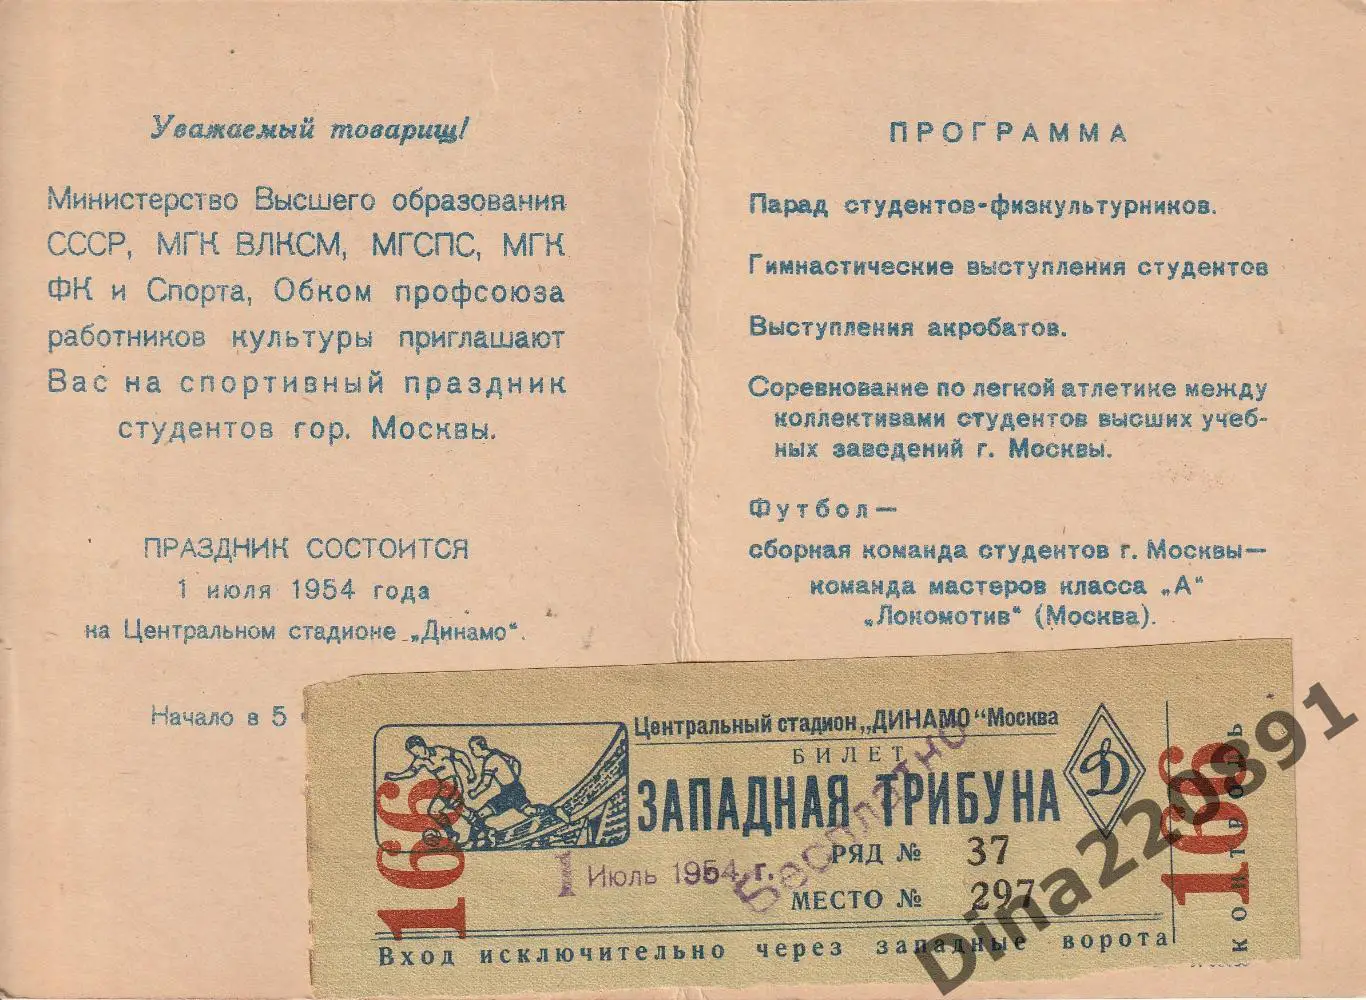 Уважаемый товарищ!
Министерство Высшего образования
СССР, МГК ВЛКСМ, МГСПС, МГК
ФК и Спорта, Обком профсоюза
работников культуры приглашают
Вас на спортивный праздник
студентов гор. Москвы.
ПРАЗДНИК СОСТОИТСЯ
1 июля 1954 года
на Центральном стадионе „Динамо“.
Начало в 5
ПРОГРАММА
Парад студентов-физкультурников.
Гимнастические выступления студентов
Выступления акробатов.
Соревнование по легкой атлетике между
коллективами студентов высших учеб-
ных заведений г. Москвы.
Футбол—
сборная команда студентов г. Москвы—
команда мастеров класса „А“
„Локомотив“ (Москва).
166
Центральный стадион „ДИНАМО“ Москва
БИЛЕТ
ЗАПАДНАЯ ТРИБУНА
Бесплатно
РЯД № 37
1 Июль 1954 г.
МЕСТО № 297
Вход исключительно через западные ворота
Д
166
КОНТРОЛЬ
Dina220891